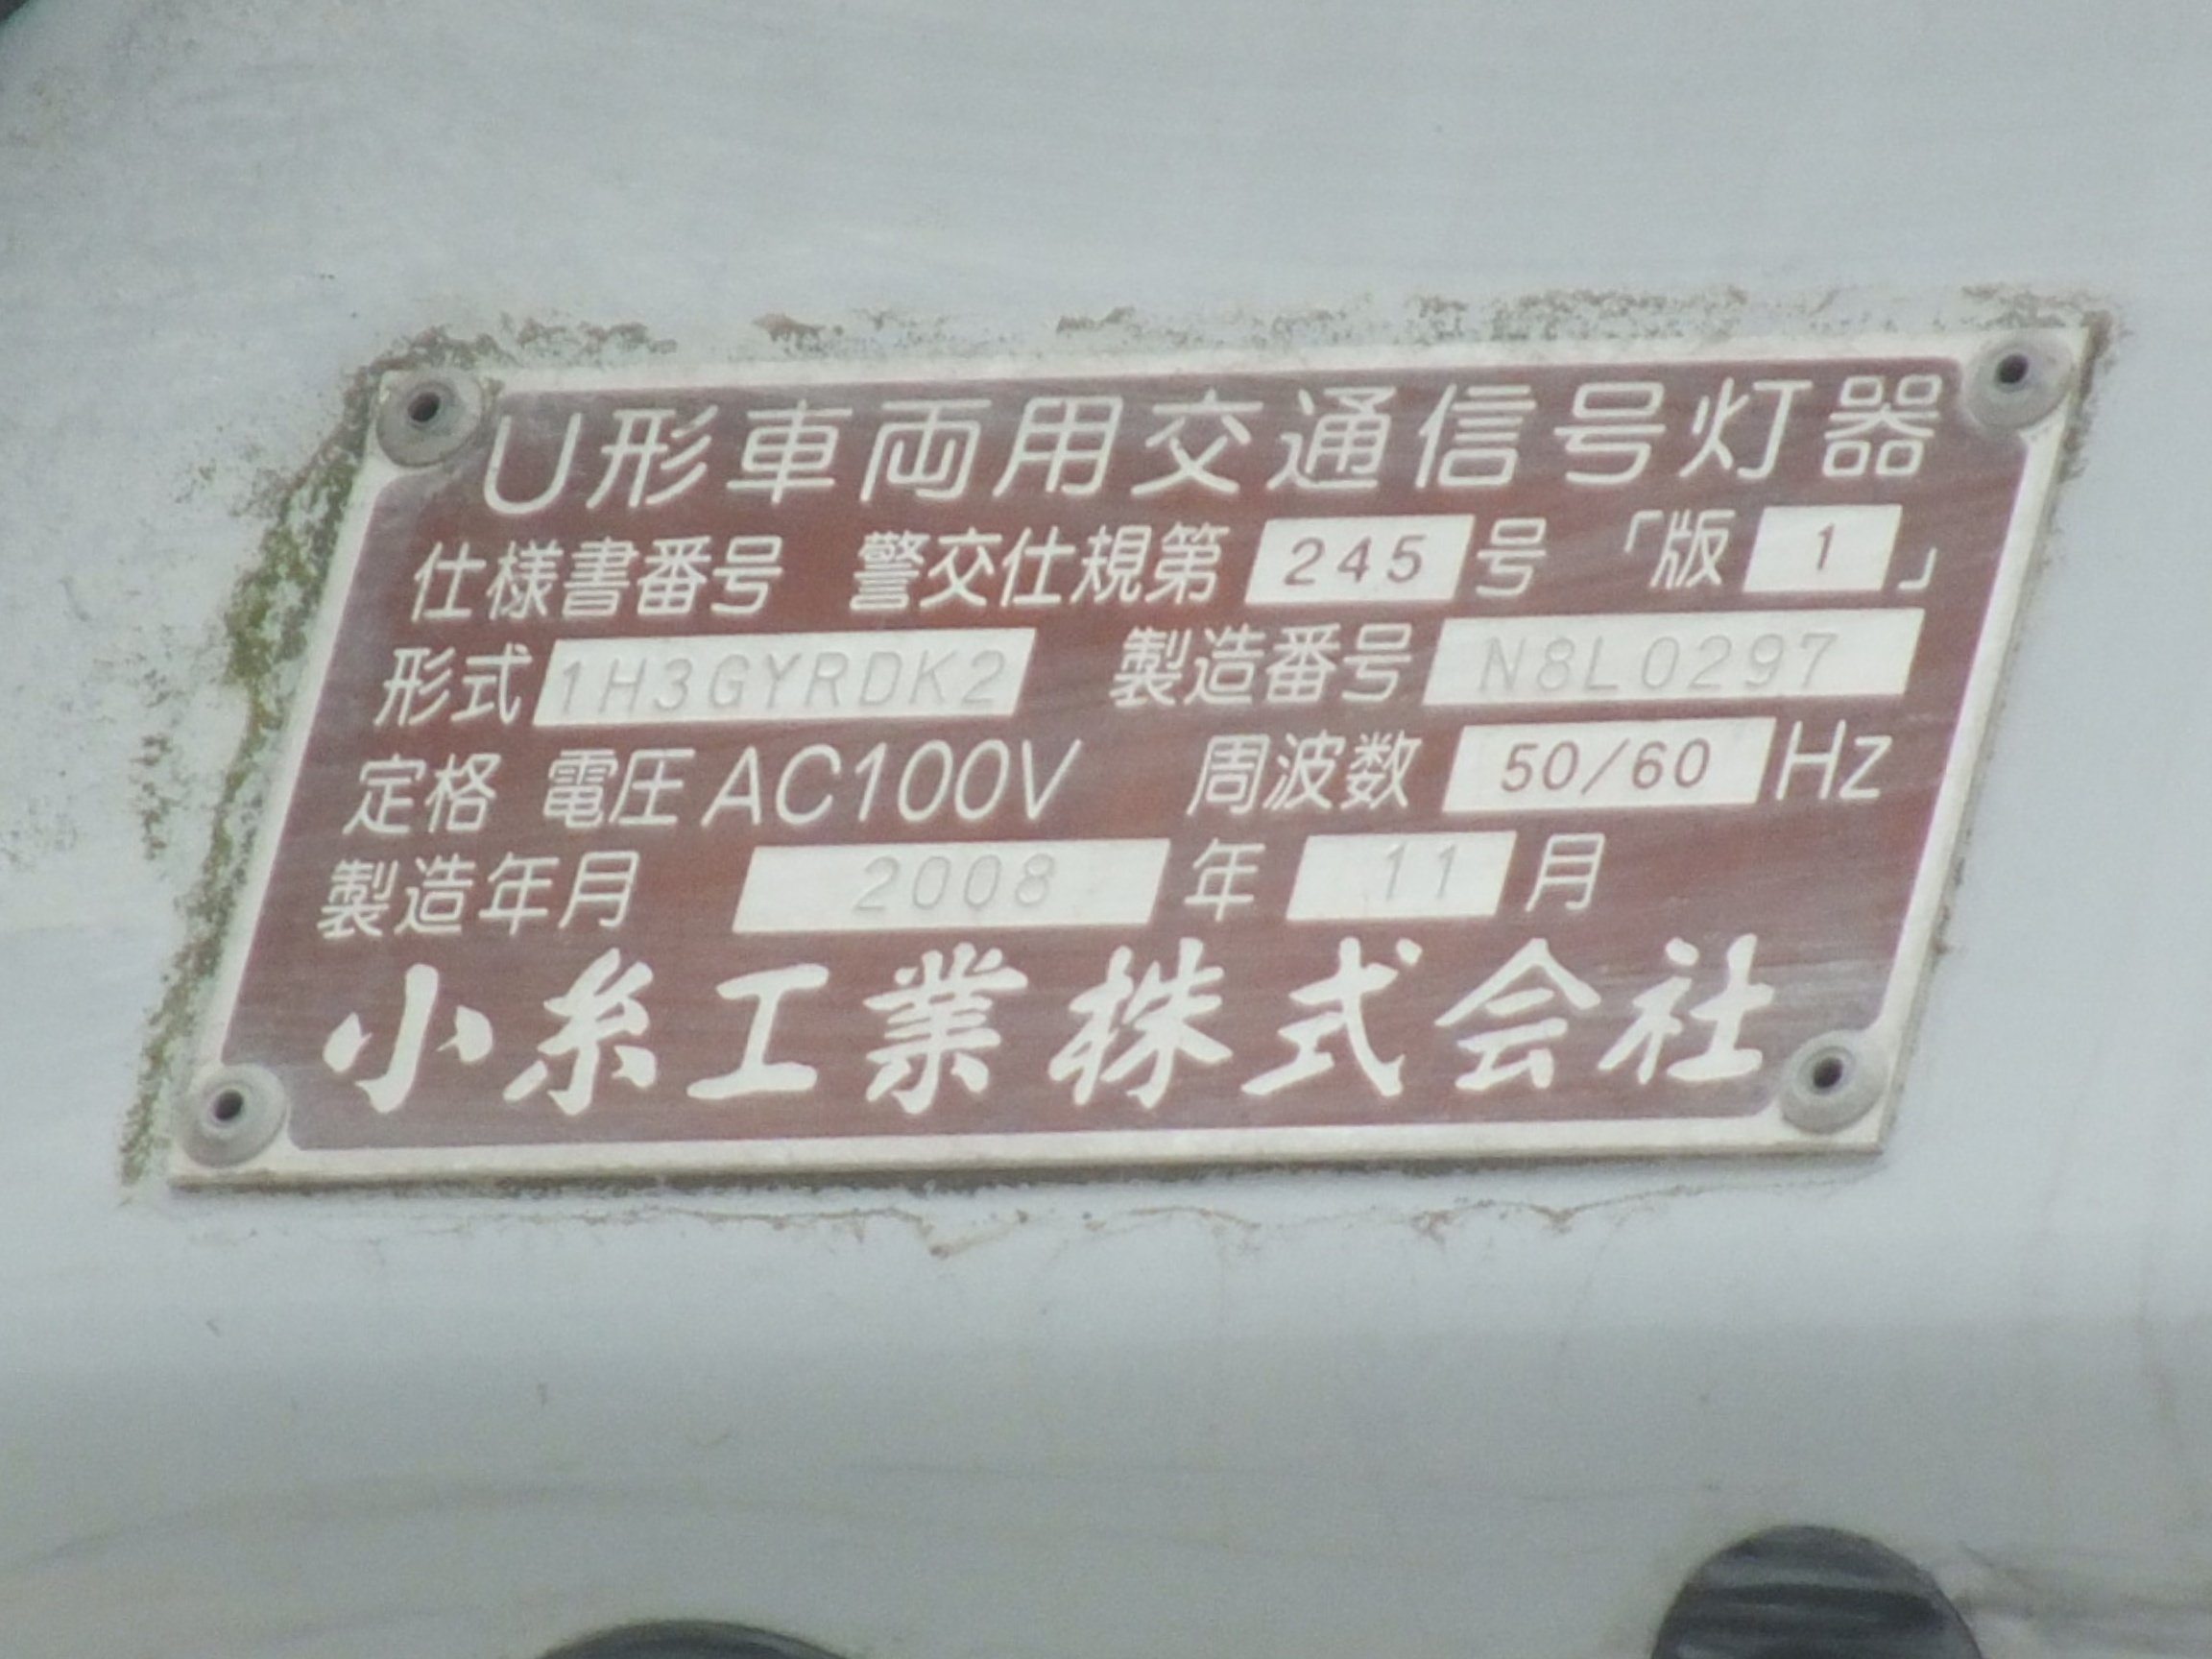 U形車両用交通信号灯器
仕様書番号 警交仕規第 245 号 「版 1 」
形式 1H3GYRDK2 製造番号 N8L0297
定格 電圧 AC100V 周波数 50/60 Hz
製造年月 2008 年 11 月
小糸工業株式会社